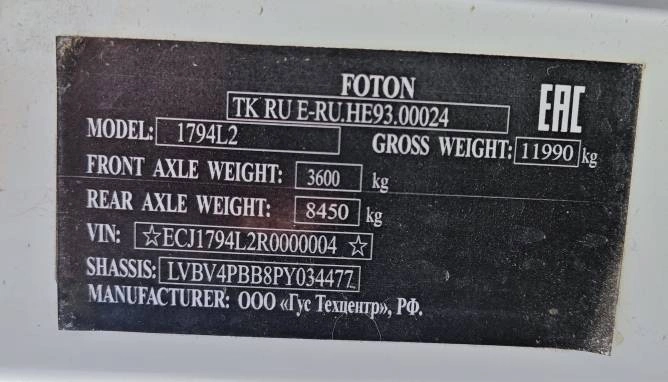 FOTON
TK RU E-RU.HE93.00024
EAC
MODEL: 1794L2 GROSS WEIGHT: 11990 kg
FRONT AXLE WEIGHT: 3600 kg
REAR AXLE WEIGHT: 8450 kg
VIN: ☆ECJ1794L2R0000004 ☆
SHASSIS: LVBV4PBB8PY034477
MANUFACTURER: ООО «Гус Техцентр», РФ.